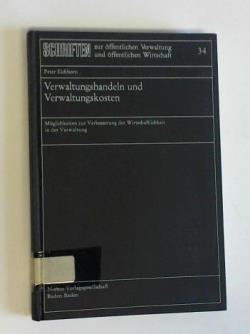 SCHRIFTEN zur öffentlichen Verwaltung
und öffentlichen Wirtschaft 34
Peter Eichhorn
Verwaltungshandeln und
Verwaltungskosten
Möglichkeiten zur Verbesserung der Wirtschaftlichkeit
in der Verwaltung
Nomos Verlagsgesellschaft
Baden-Baden